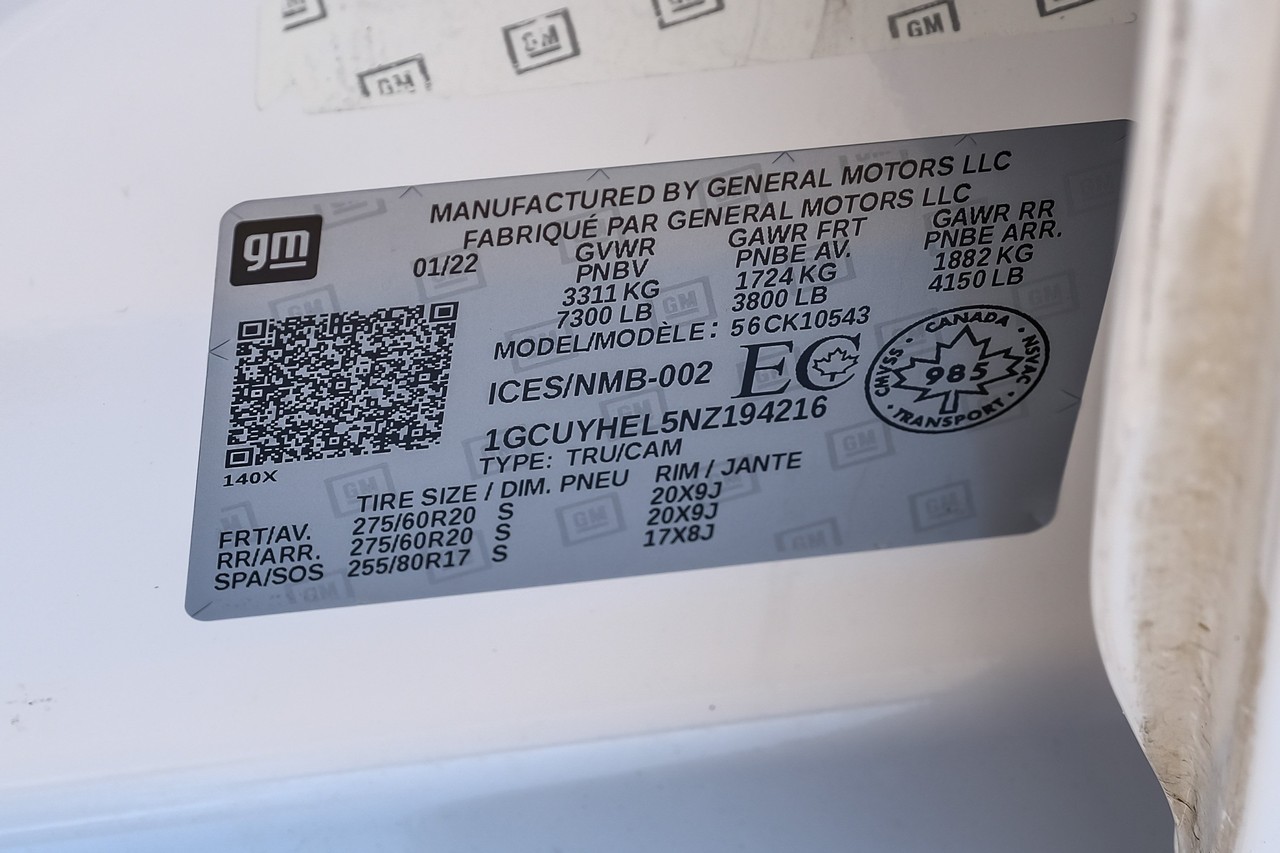 GM
GM
GM
gm
MANUFACTURED BY GENERAL MOTORS LLC
FABRIQUÉ PAR GENERAL MOTORS LLC
01/22
GVWR GAWR FRT GAWR RR
PNBV PNBE AV. PNBE ARR.
3311 KG 1724 KG 1882 KG
7300 LB 3800 LB 4150 LB
MODEL/MODÈLE: 56CK10543
ICES/NMB-002 EC
CANADA · NSVAC · TRANSPORT · CMVSS ·
985
1GCUYHEL5NZ194216
TYPE: TRU/CAM
140X
TIRE SIZE / DIM. PNEU RIM / JANTE
FRT/AV. 275/60R20 S 20X9J
RR/ARR. 275/60R20 S 20X9J
SPA/SOS 255/80R17 S 17X8J